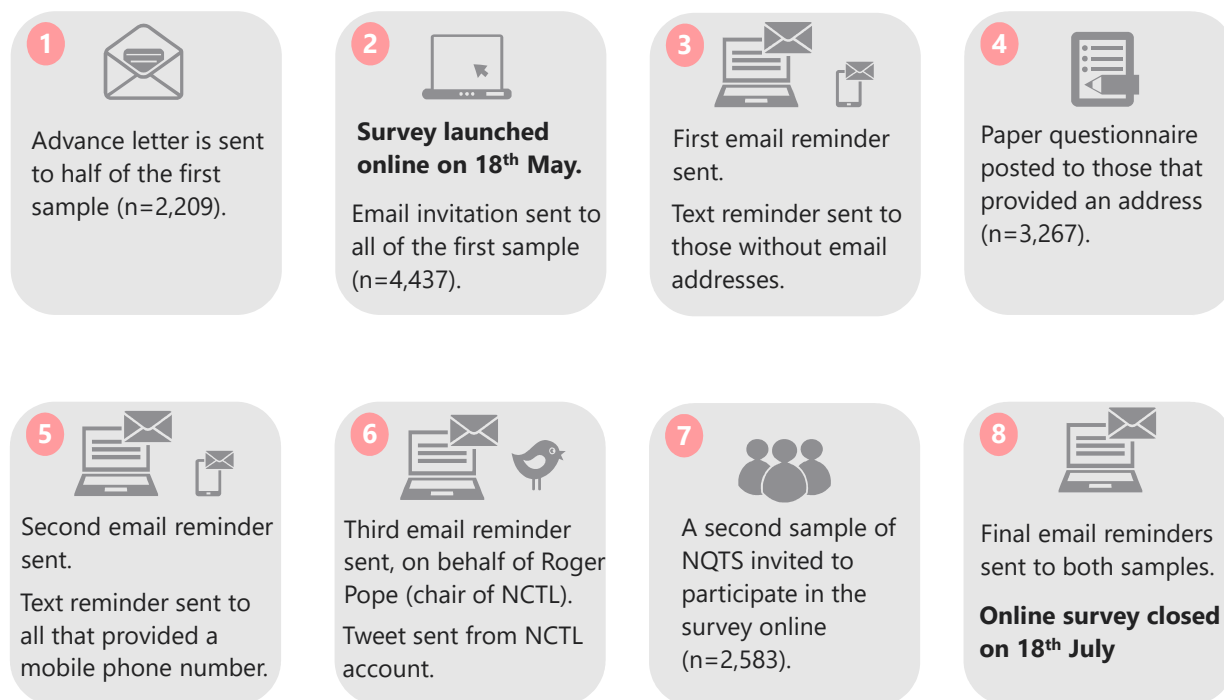 1
Advance letter is sent
to half of the first
sample (n=2,209).
2
Survey launched
online on 18th May.
Email invitation sent to
all of the first sample
(n=4,437).
3
First email reminder
sent.
Text reminder sent to
those without email
addresses.
4
Paper questionnaire
posted to those that
provided an address
(n=3,267).
5
Second email reminder
sent.
Text reminder sent to
all that provided a
mobile phone number.
6
Third email reminder
sent, on behalf of Roger
Pope (chair of NCTL).
Tweet sent from NCTL
account.
7
A second sample of
NQTS invited to
participate in the
survey online
(n=2,583).
8
Final email reminders
sent to both samples.
Online survey closed
on 18th July